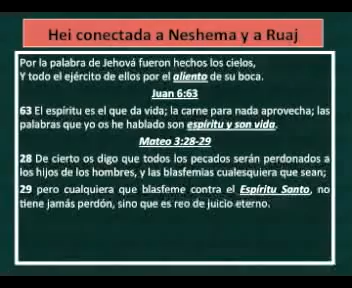 Hei conectada a Neshema y a Ruaj
Por la palabra de Jehová fueron hechos los cielos,
Y todo el ejército de ellos por el aliento de su boca.
Juan 6:63
63 El espíritu es el que da vida; la carne para nada aprovecha; las
palabras que yo os he hablado son espíritu y son vida.
Mateo 3:28-29
28 De cierto os digo que todos los pecados serán perdonados a
los hijos de los hombres, y las blasfemias cualesquiera que sean;
29 pero cualquiera que blasfeme contra el Espíritu Santo, no
tiene jamás perdón, sino que es reo de juicio eterno.